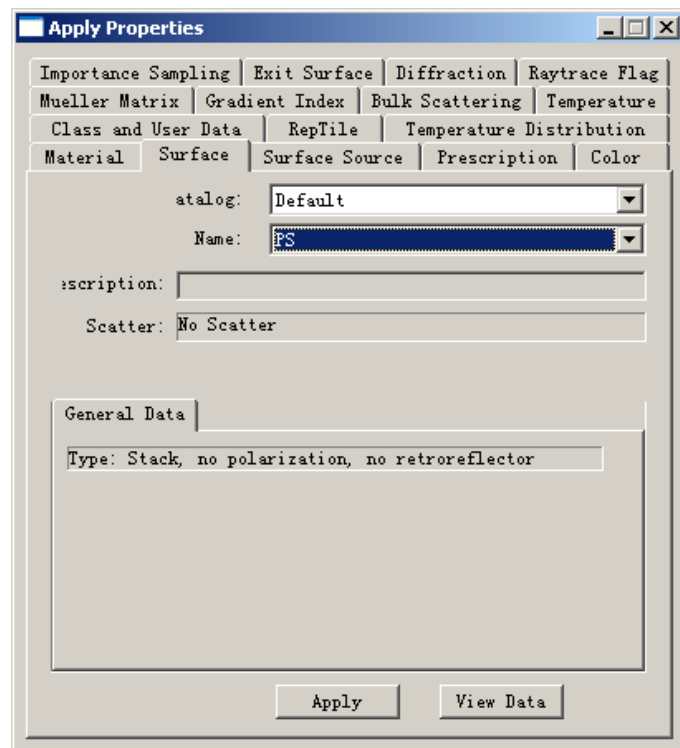 Apply Properties
Importance Sampling Exit Surface Diffraction Raytrace Flag
Mueller Matrix Gradient Index Bulk Scattering Temperature
Class and User Data RepTile Temperature Distribution
Material Surface Surface Source Prescription Color
atalog: Default
Name: PS
scription:
Scatter: No Scatter
General Data
Type: Stack, no polarization, no retroreflector
Apply View Data